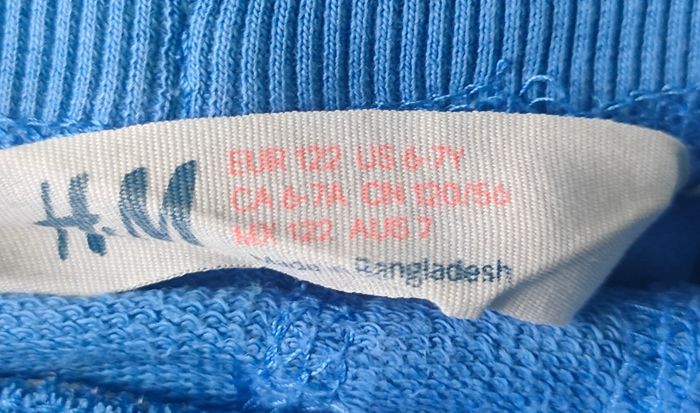 H&M
EUR 122 US 6-7Y
CA 6-7A CN 120/56
MX 122 AUS 7
Made in Bangladesh